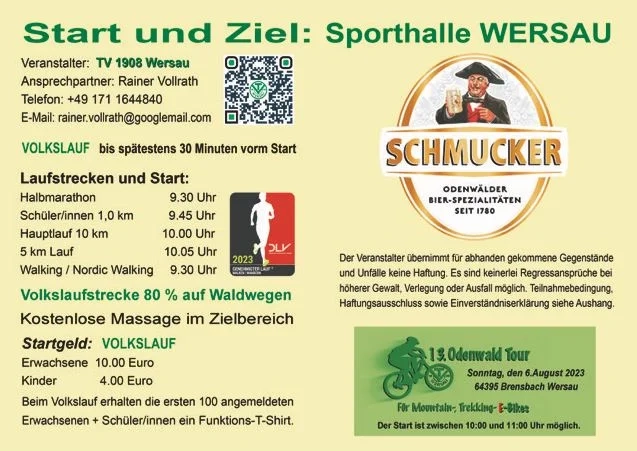 Start und Ziel: Sporthalle WERSAU
Veranstalter: TV 1908 Wersau
Ansprechpartner: Rainer Vollrath
Telefon: +49 171 1644840
E-Mail: rainer.vollrath@googlemail.com
VOLKSLAUF bis spätestens 30 Minuten vorm Start
Laufstrecken und Start:
Halbmarathon 9.30 Uhr
Schüler/innen 1,0 km 9.45 Uhr
Hauptlauf 10 km 10.00 Uhr
5 km Lauf 10.05 Uhr
Walking / Nordic Walking 9.30 Uhr
DLV
2023
GENEHMIGTER LAUF
Volkslaufstrecke 80 % auf Waldwegen
Kostenlose Massage im Zielbereich
Startgeld: VOLKSLAUF
Erwachsene 10.00 Euro
Kinder 4.00 Euro
Beim Volkslauf erhalten die ersten 100 angemeldeten
Erwachsenen + Schüler/innen ein Funktions-T-Shirt.
SCHMUCKER
ODENWÄLDER
BIER-SPEZIALITÄTEN
SEIT 1780
Der Veranstalter übernimmt für abhanden gekommene Gegenstände
und Unfälle keine Haftung. Es sind keinerlei Regressansprüche bei
höherer Gewalt, Verlegung oder Ausfall möglich. Teilnahmebedingung,
Haftungsausschluss sowie Einverständniserklärung siehe Aushang.
13. Odenwald Tour
Sonntag, den 6.August 2023
64395 Brensbach Wersau
Für Mountain-, Trekking- E-Bikes
Der Start ist zwischen 10:00 und 11:00 Uhr möglich.